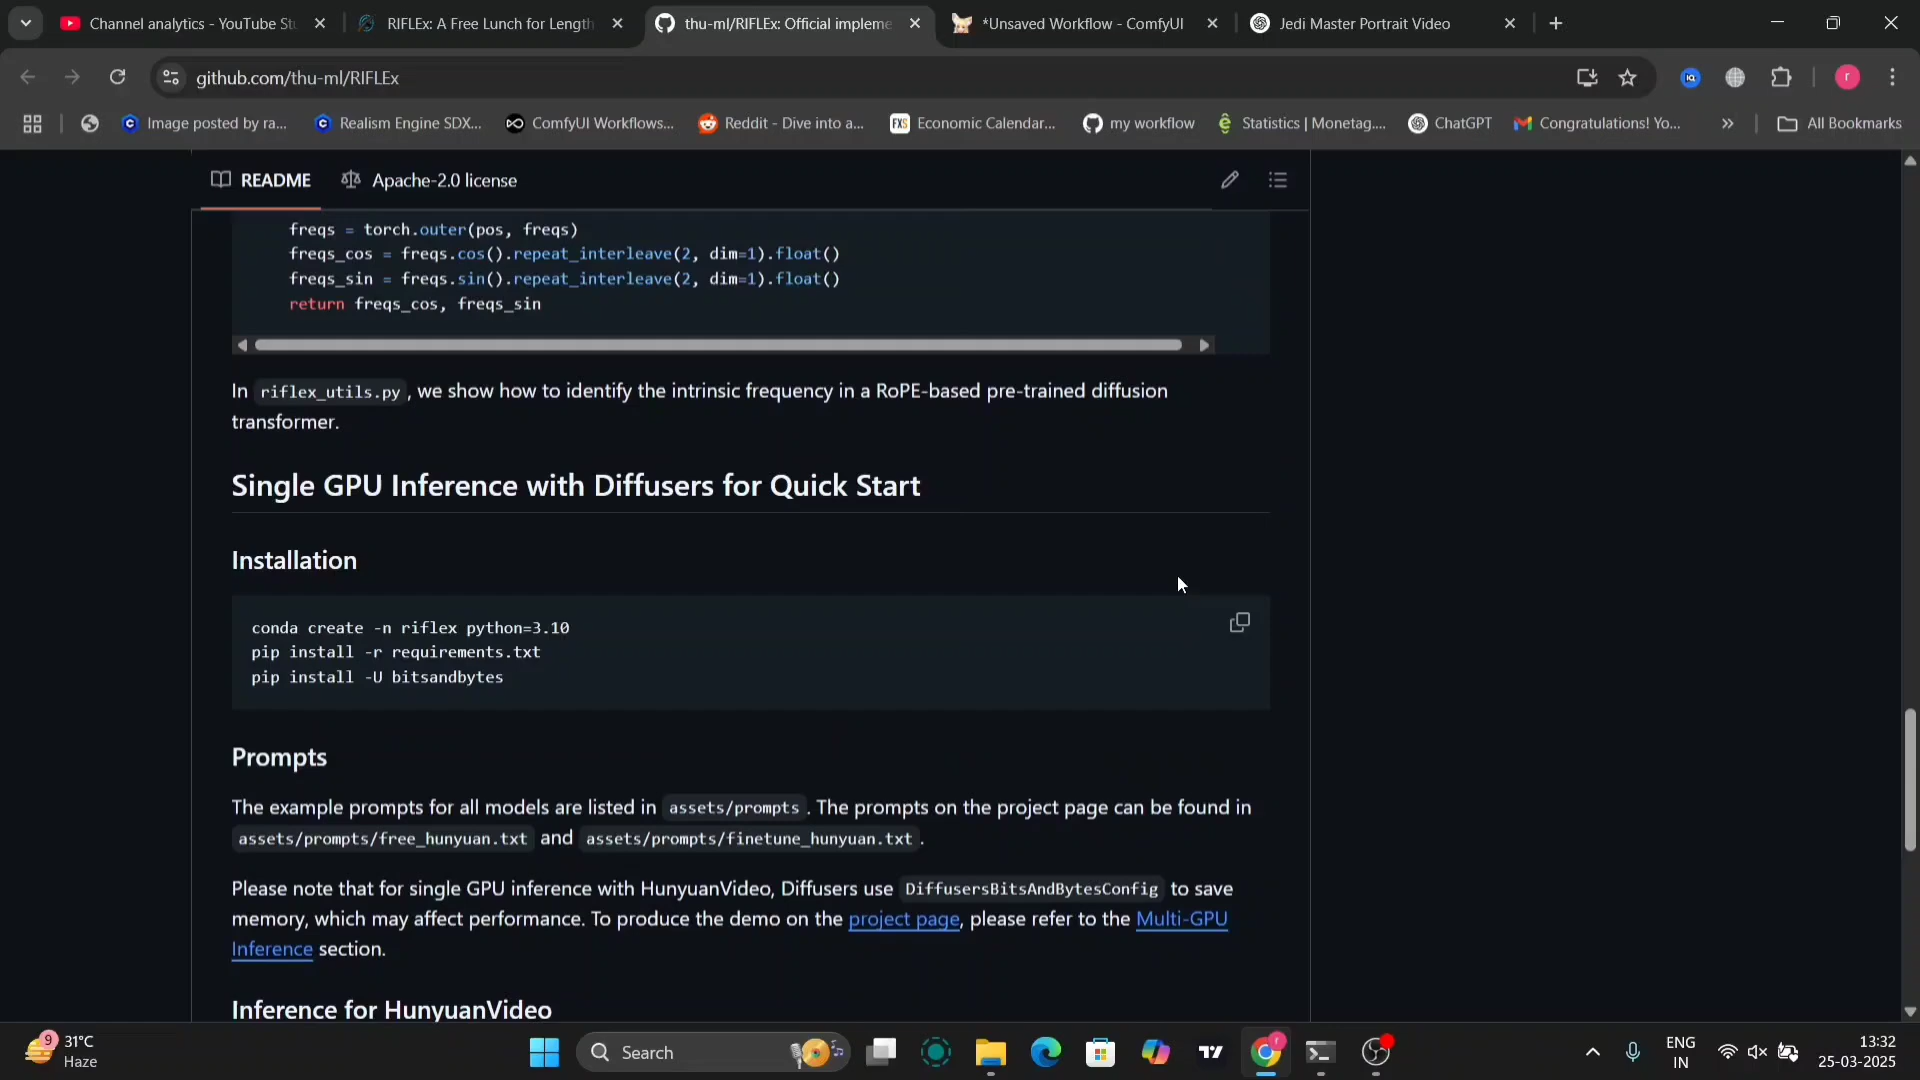 Channel analytics - YouTube Stu
RIFLEx: A Free Lunch for Length
thu-ml/RIFLEx: Official impleme
*Unsaved Workflow - ComfyUI
Jedi Master Portrait Video
github.com/thu-ml/RIFLEx
r
Image posted by ra...
Realism Engine SDX...
ComfyUI Workflows...
Reddit - Dive into a...
FXS
Economic Calendar...
my workflow
Statistics | Monetag....
ChatGPT
Congratulations! Yo...
»
All Bookmarks
README
Apache-2.0 license
freqs = torch.outer(pos, freqs)
freqs_cos = freqs.cos().repeat_interleave(2, dim=1).float()
freqs_sin = freqs.sin().repeat_interleave(2, dim=1).float()
return freqs_cos, freqs_sin
In riflex_utils.py, we show how to identify the intrinsic frequency in a RoPE-based pre-trained diffusion
transformer.
Single GPU Inference with Diffusers for Quick Start
Installation
conda create -n riflex python=3.10
pip install -r requirements.txt
pip install -U bitsandbytes
Prompts
The example prompts for all models are listed in assets/prompts. The prompts on the project page can be found in
assets/prompts/free_hunyuan.txt and assets/prompts/finetune_hunyuan.txt.
Please note that for single GPU inference with HunyuanVideo, Diffusers use DiffusersBitsAndBytesConfig to save
memory, which may affect performance. To produce the demo on the project page, please refer to the Multi-GPU
Inference section.
Inference for HunyuanVideo
9
31°C
Haze
Search
ENG
IN
13:32
25-03-2025